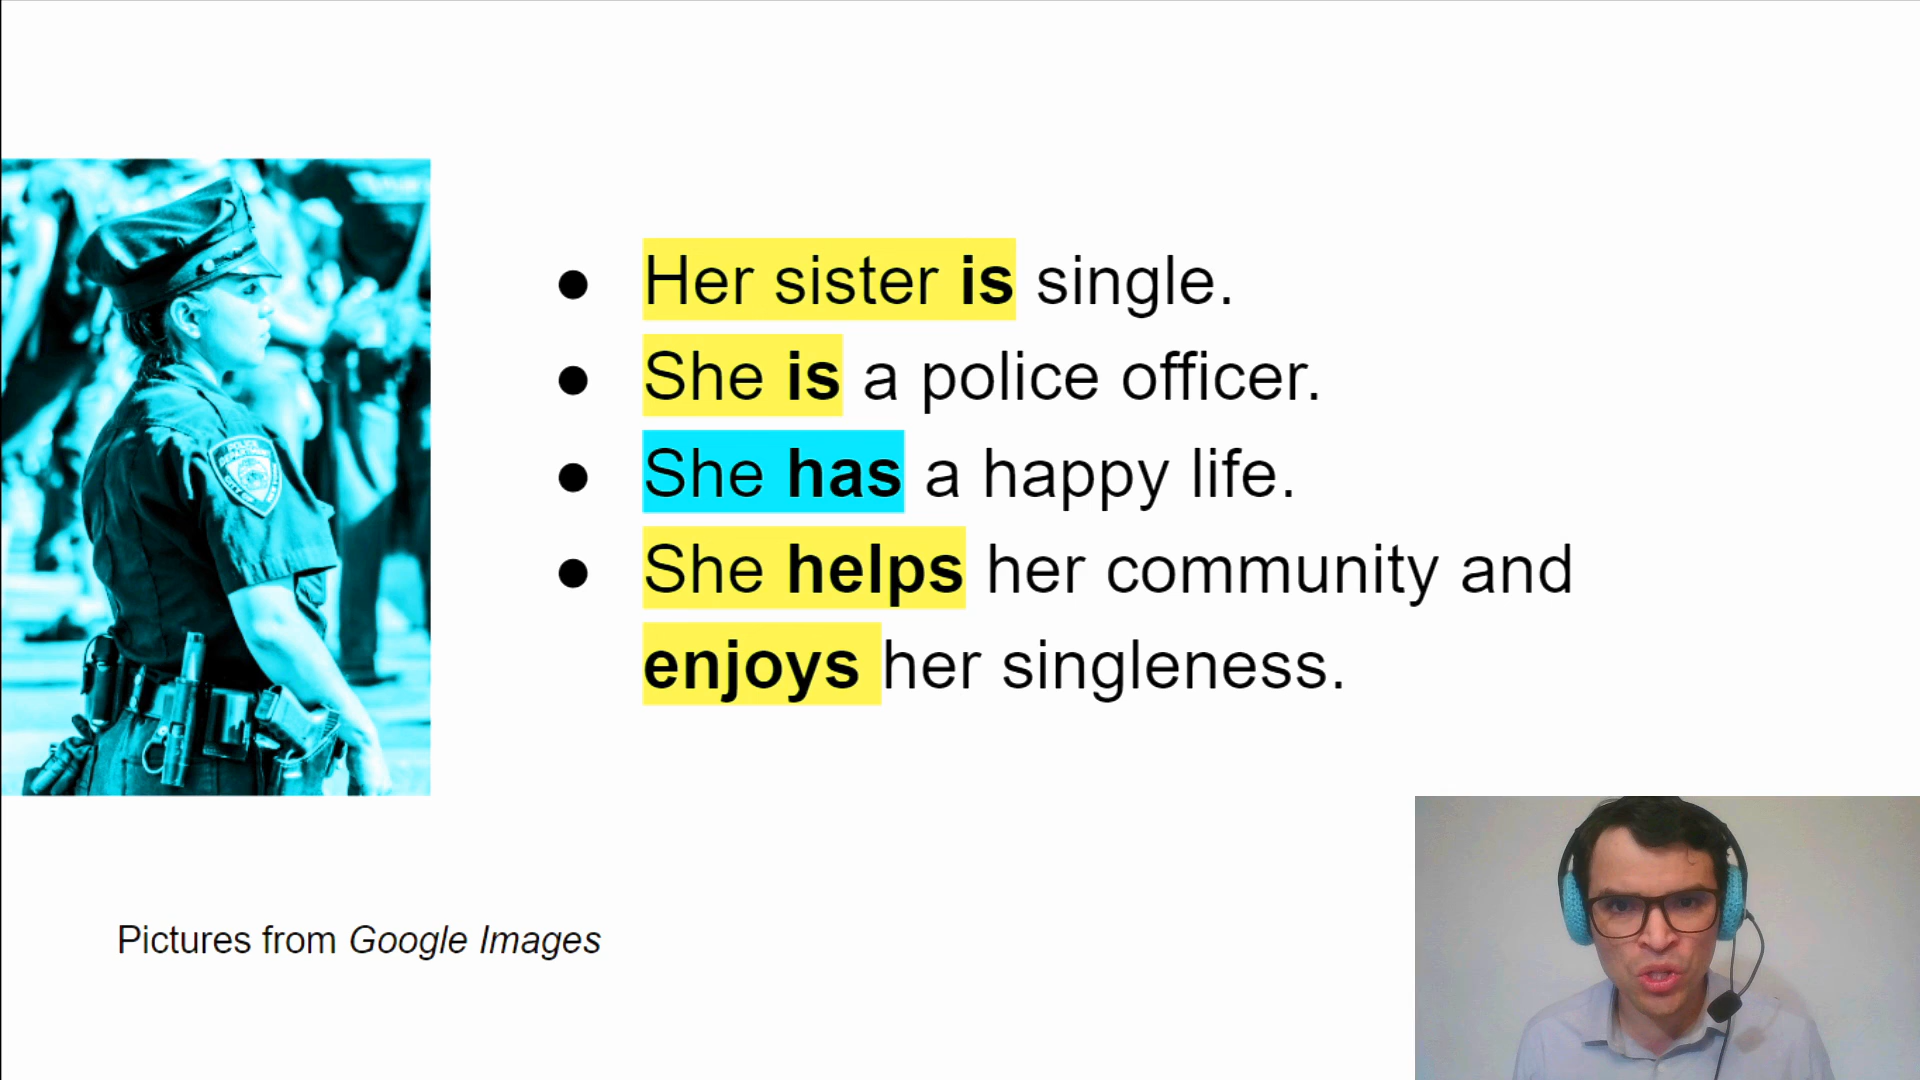 ● Her sister is single.
● She is a police officer.
● She has a happy life.
● She helps her community and
enjoys her singleness.
Pictures from Google Images